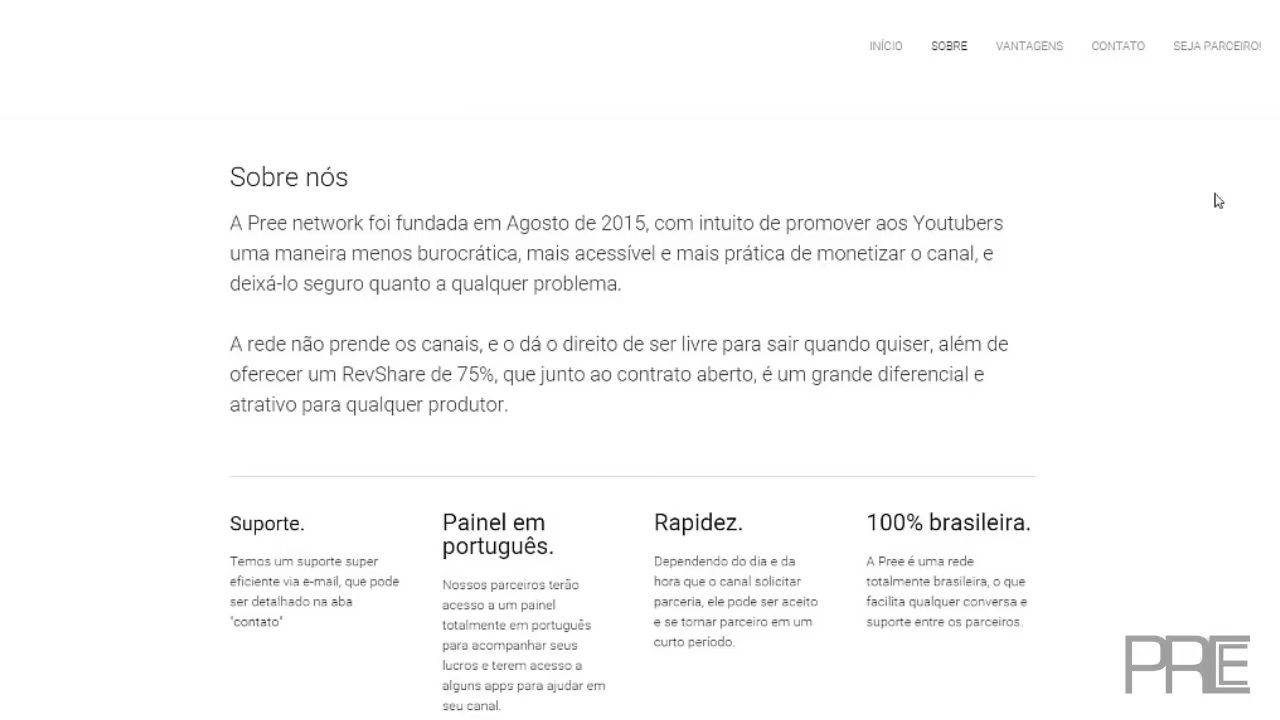 INÍCIO SOBRE VANTAGENS CONTATO SEJA PARCEIRO!
Sobre nós
A Pree network foi fundada em Agosto de 2015, com intuito de promover aos Youtubers
uma maneira menos burocrática, mais acessível e mais prática de monetizar o canal, e
deixá-lo seguro quanto a qualquer problema.
A rede não prende os canais, e o dá o direito de ser livre para sair quando quiser, além de
oferecer um RevShare de 75%, que junto ao contrato aberto, é um grande diferencial e
atrativo para qualquer produtor.
Suporte.
Temos um suporte super
eficiente via e-mail, que pode
ser detalhado na aba
"contato"
Painel em
português.
Nossos parceiros terão
acesso a um painel
totalmente em português
para acompanhar seus
lucros e terem acesso a
alguns apps para ajudar em
seu canal.
Rapidez.
Dependendo do dia e da
hora que o canal solicitar
parceria, ele pode ser aceito
e se tornar parceiro em um
curto período.
100% brasileira.
A Pree é uma rede
totalmente brasileira, o que
facilita qualquer conversa e
suporte entre os parceiros.
PREE